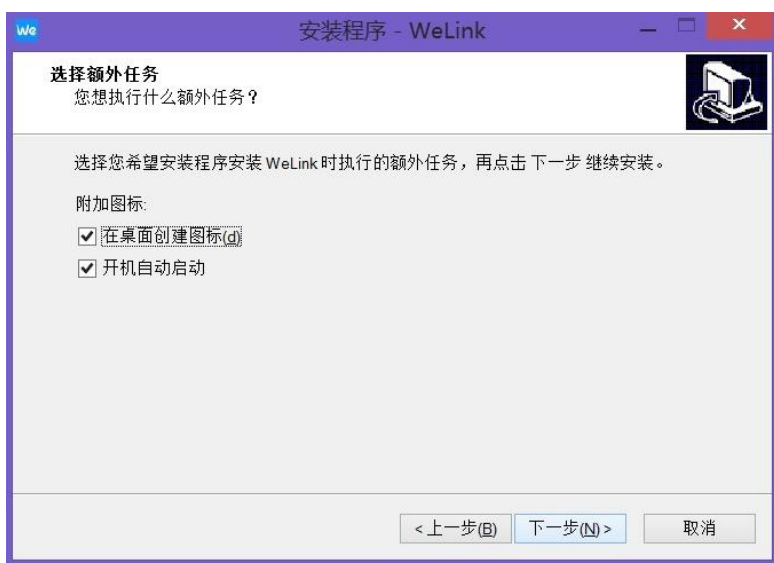 We
安装程序 - WeLink
选择额外任务
您想执行什么额外任务?
选择您希望安装程序安装 WeLink 时执行的额外任务，再点击 下一步 继续安装。
附加图标:
在桌面创建图标(d)
开机自动启动
<上一步(B)
下一步(N)>
取消